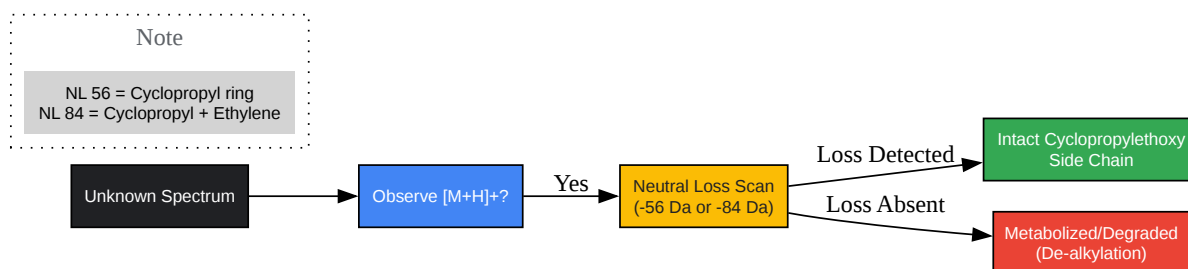 Note
NL 56 = Cyclopropyl ring
NL 84 = Cyclopropyl + Ethylene
Unknown Spectrum
Observe [M+H]+?
Yes
Neutral Loss Scan
(-56 Da or -84 Da)
Loss Detected
Intact Cyclopropylethoxy
Side Chain
Loss Absent
Metabolized/Degraded
(De-alkylation)